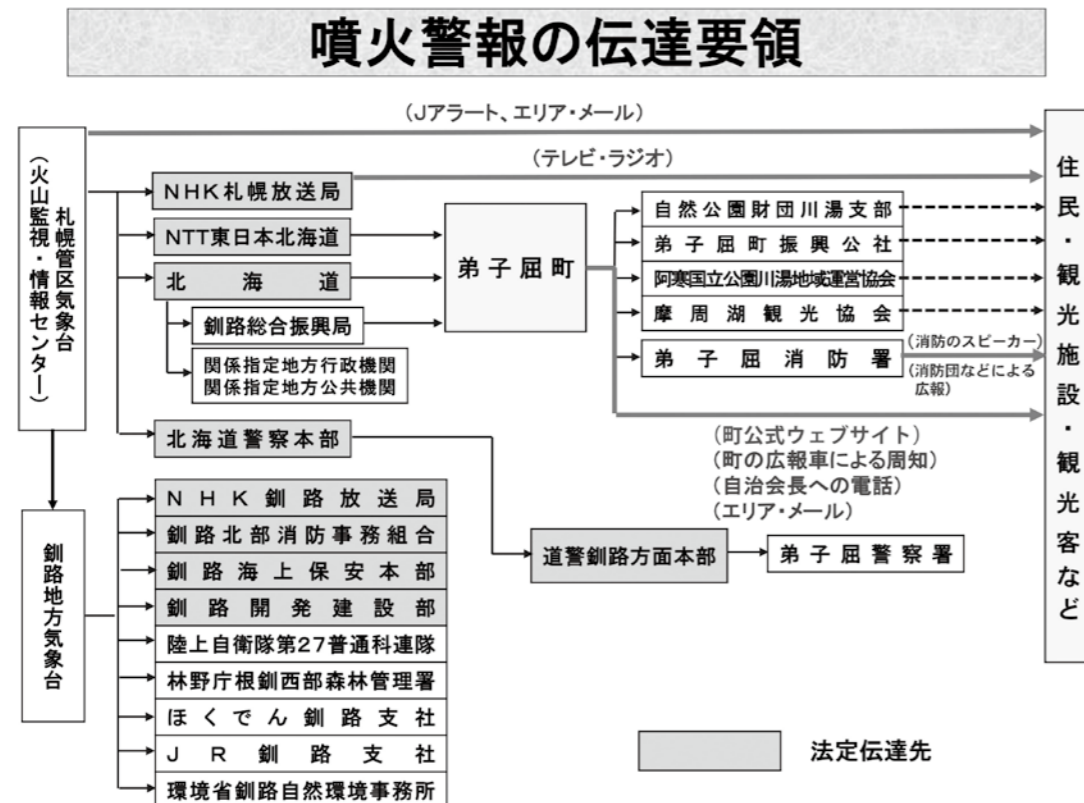 噴火警報の伝達要領
(Jアラート、エリア・メール)
(テレビ・ラジオ)
札幌管区気象台
(火山監視・情報センター)
NHK札幌放送局
NTT東日本北海道
北海道
釧路総合振興局
関係指定地方行政機関
関係指定地方公共機関
北海道警察本部
弟子屈町
自然公園財団川湯支部
弟子屈町振興公社
阿寒国立公園川湯地域運営協会
摩周湖観光協会
弟子屈消防署
(消防のスピーカー)
(消防団などによる
広報)
(町公式ウェブサイト)
(町の広報車による周知)
(自治会長への電話)
(エリア・メール)
住民・観光施設・観光客など
釧路地方気象台
NHK釧路放送局
釧路北部消防事務組合
釧路海上保安本部
釧路開発建設部
陸上自衛隊第27普通科連隊
林野庁根釧西部森林管理署
ほくでん釧路支社
JR釧路支社
環境省釧路自然環境事務所
道警釧路方面本部
弟子屈警察署
法定伝達先